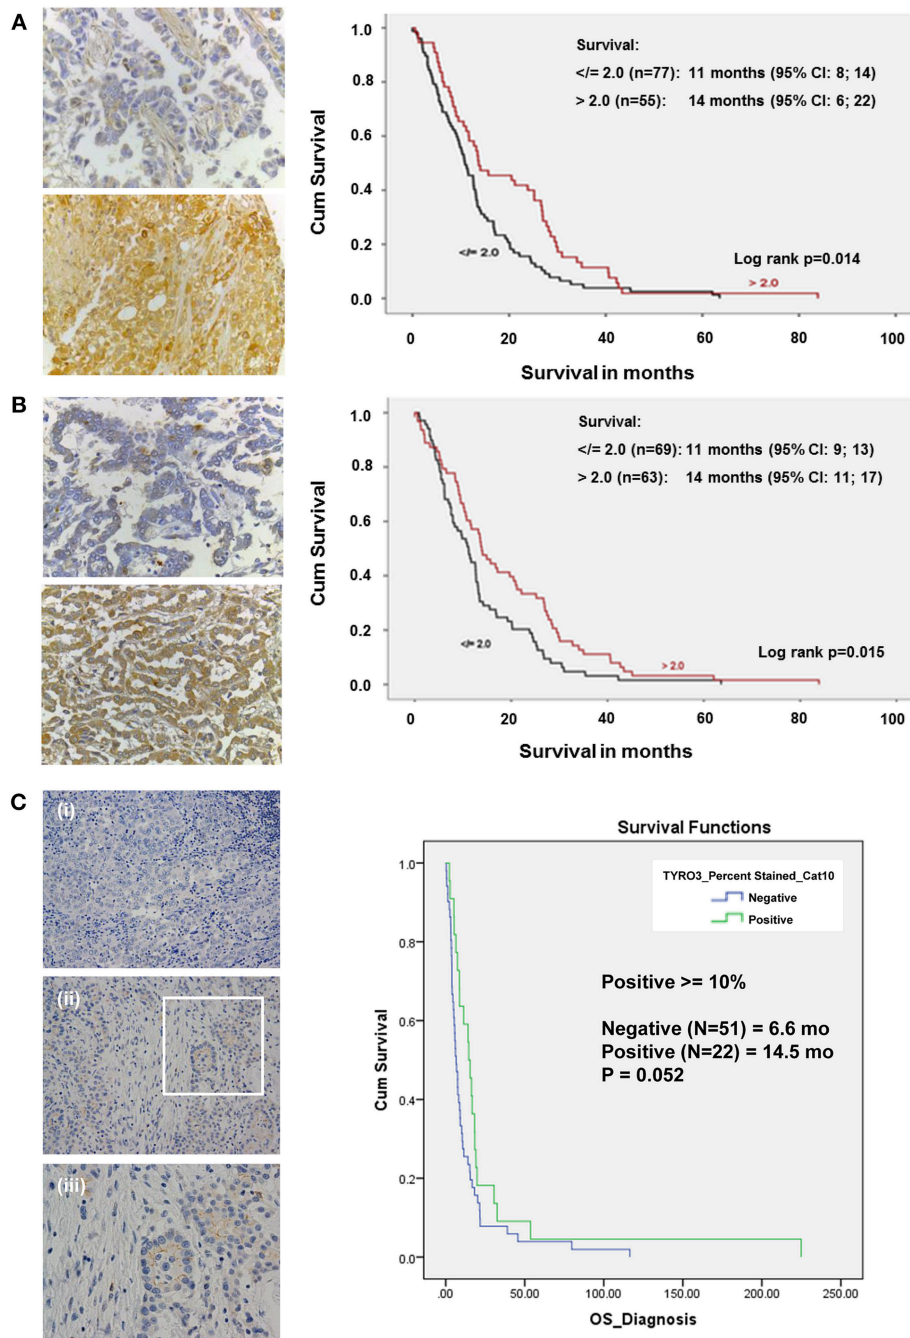 A
Survival:
</= 2.0 (n=77): 11 months (95% CI: 8; 14)
> 2.0 (n=55): 14 months (95% CI: 6; 22)
1.0
0.8
0.6
0.4
0.2
0.0
Cum Survival
</= 2.0
Log rank p=0.014
> 2.0
0 20 40 60 80 100
Survival in months
B
Survival:
</= 2.0 (n=69): 11 months (95% CI: 9; 13)
> 2.0 (n=63): 14 months (95% CI: 11; 17)
1.0
0.8
0.6
0.4
0.2
0.0
Cum Survival
</= 2.0
Log rank p=0.015
> 2.0
0 20 40 60 80 100
Survival in months
C
(i)
(ii)
(iii)
Survival Functions
TYRO3_Percent Stained_Cat10
Negative
Positive
Positive >= 10%
Negative (N=51) = 6.6 mo
Positive (N=22) = 14.5 mo
P = 0.052
1.0
0.8
0.6
0.4
0.2
0.0
Cum Survival
.00 50.00 100.00 150.00 200.00 250.00
OS_Diagnosis